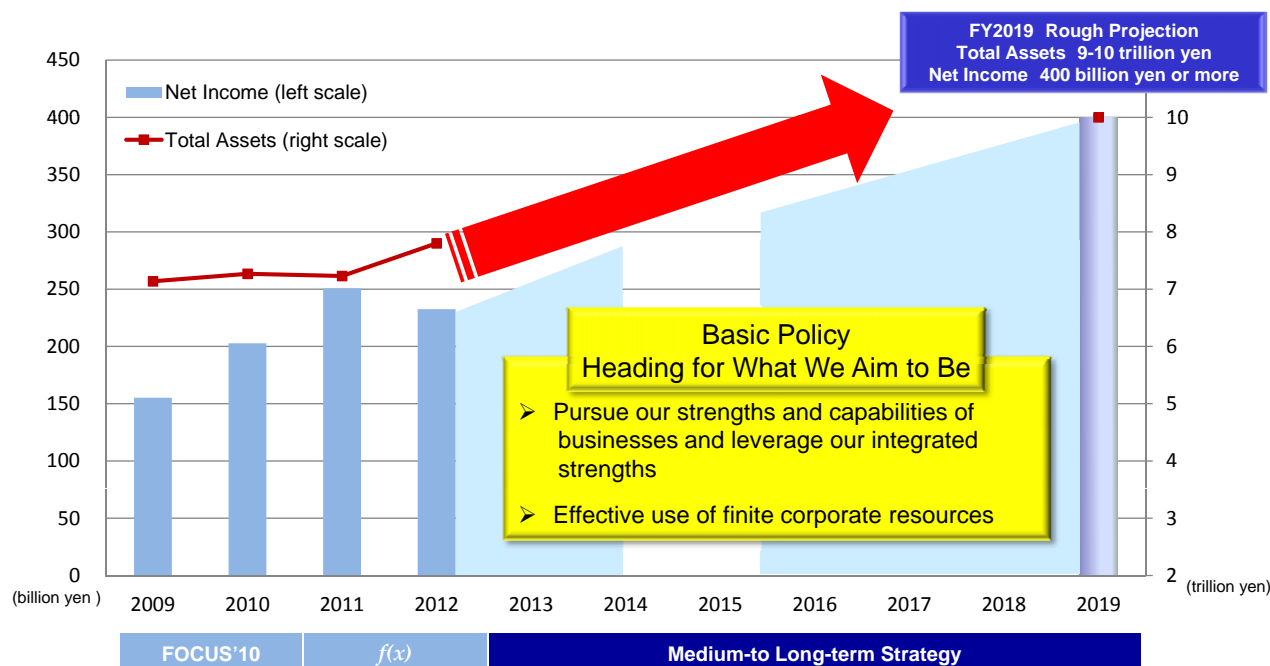 FY2019 Rough Projection
Total Assets 9-10 trillion yen
Net Income 400 billion yen or more
450
400
350
300
250
200
150
100
50
0
(billion yen )
Net Income (left scale)
Total Assets (right scale)
10
9
8
7
6
5
4
3
2
(trillion yen)
Basic Policy
Heading for What We Aim to Be
➢ Pursue our strengths and capabilities of
businesses and leverage our integrated
strengths
➢ Effective use of finite corporate resources
2009 2010 2011 2012 2013 2014 2015 2016 2017 2018 2019
FOCUS'10 f(x) Medium-to Long-term Strategy